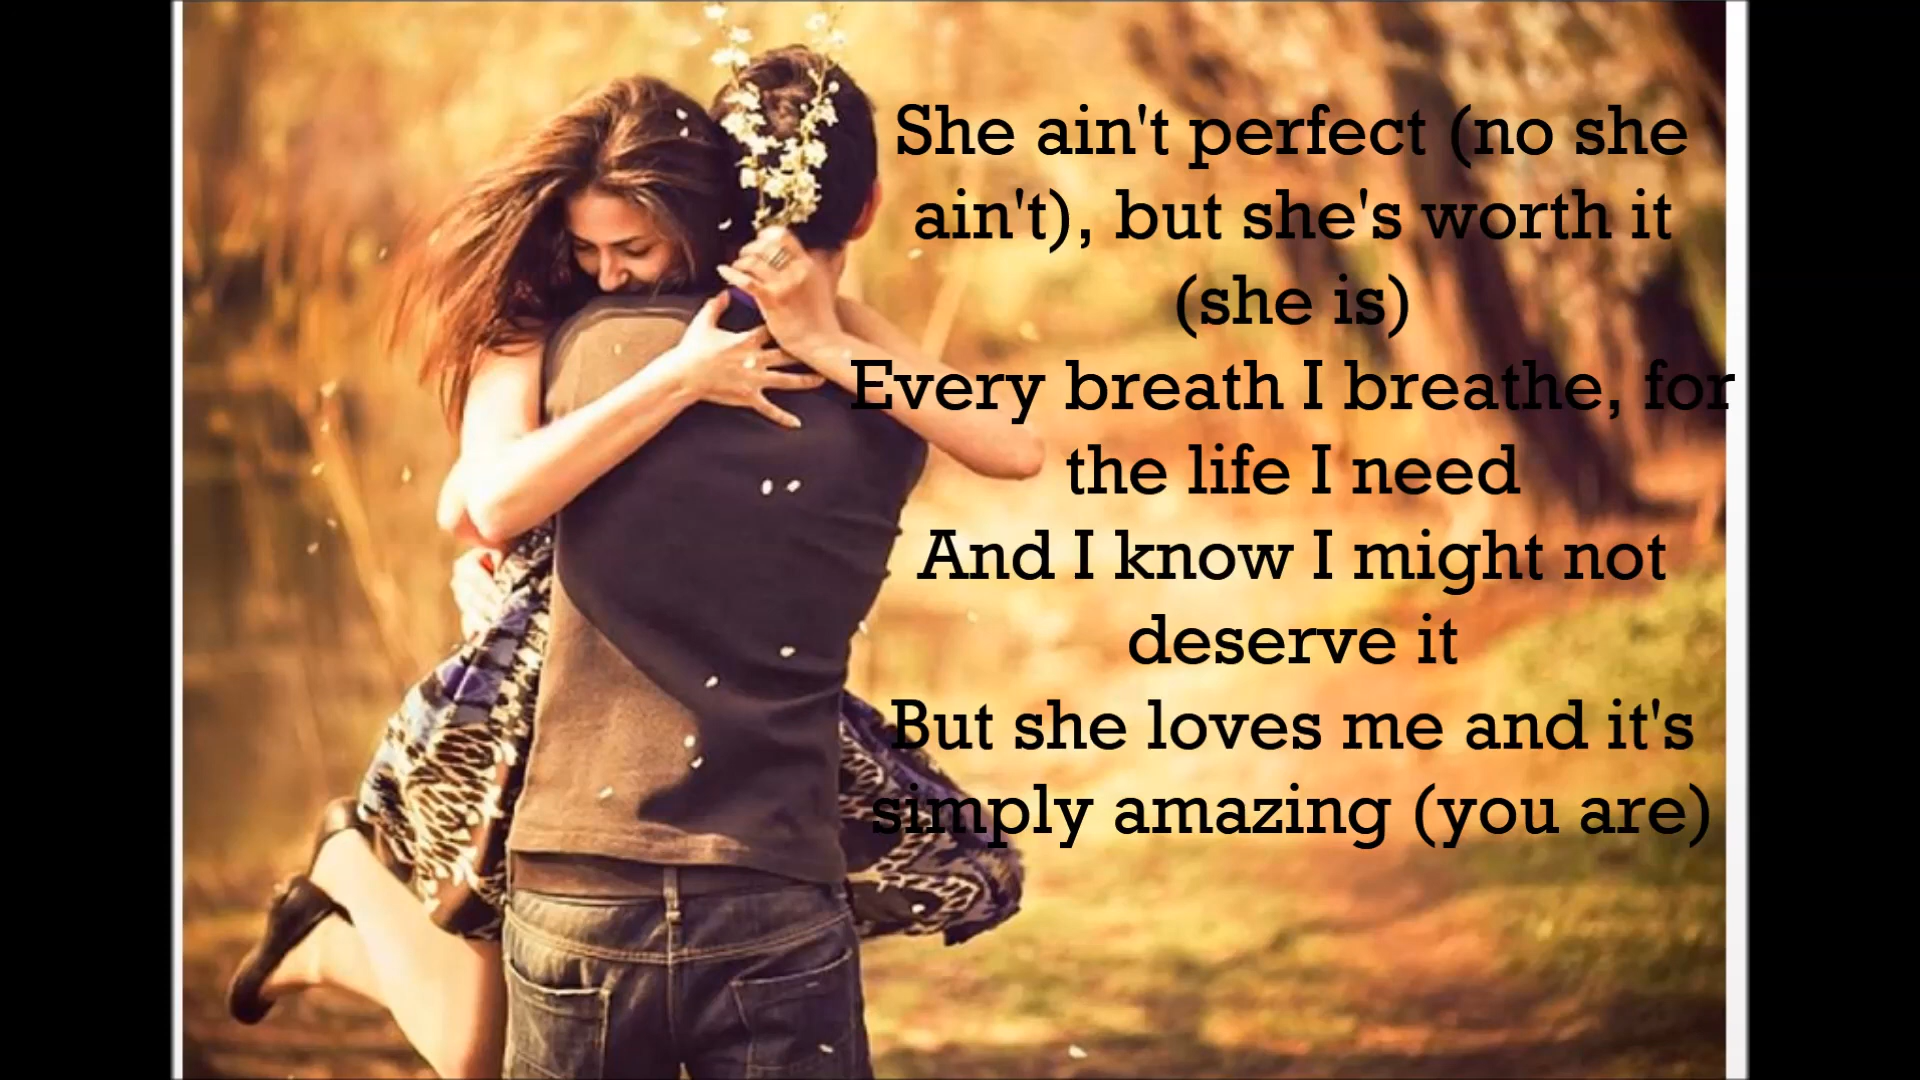 She ain't perfect (no she
ain't), but she's worth it
(she is)
Every breath I breathe, for
the life I need
And I know I might not
deserve it
But she loves me and it's
simply amazing (you are)